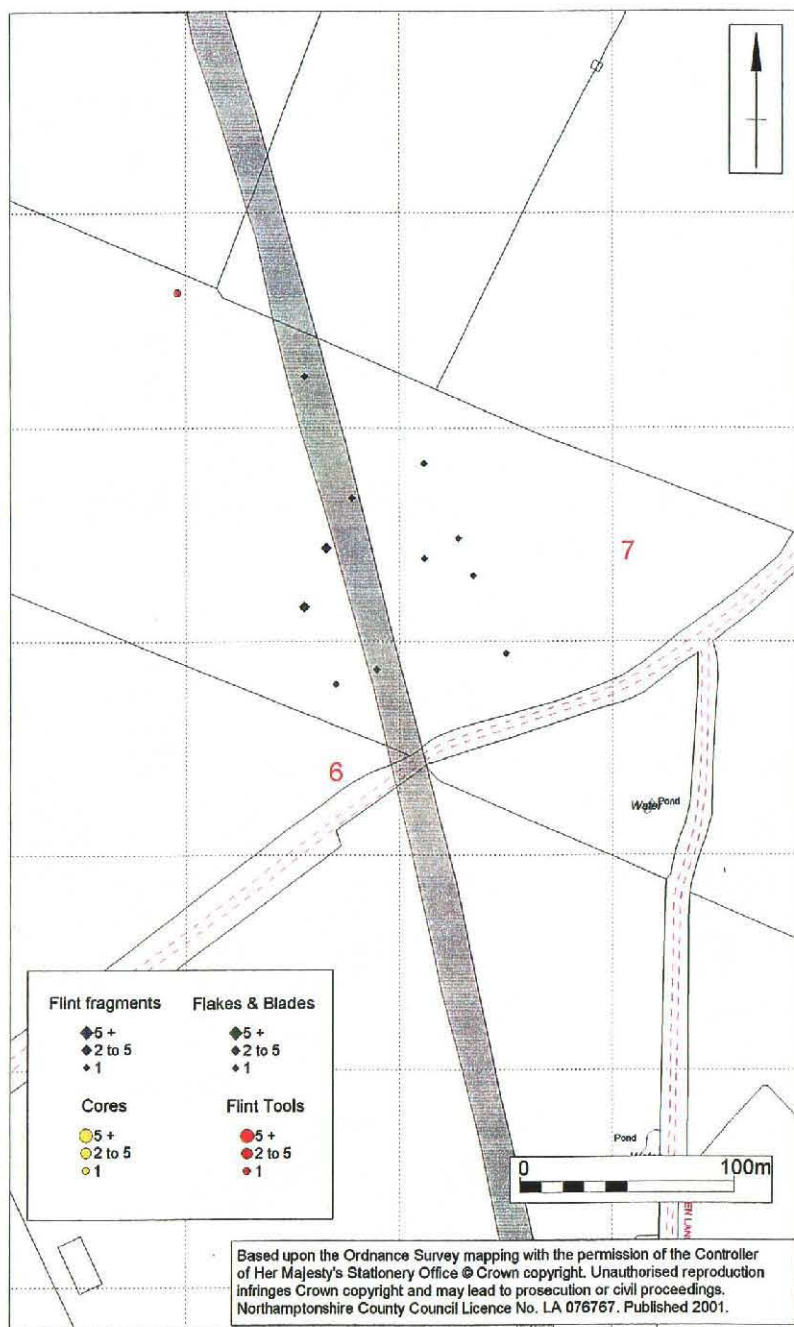 7
6
Water
Pond
Flint fragments
5 +
2 to 5
1
Flakes & Blades
5 +
2 to 5
1
Cores
5 +
2 to 5
1
Flint Tools
5 +
2 to 5
1
Pond
0 100m
Based upon the Ordnance Survey mapping with the permission of the Controller
of Her Majesty's Stationery Office © Crown copyright. Unauthorised reproduction
infringes Crown copyright and may lead to prosecution or civil proceedings.
Northamptonshire County Council Licence No. LA 076767. Published 2001.